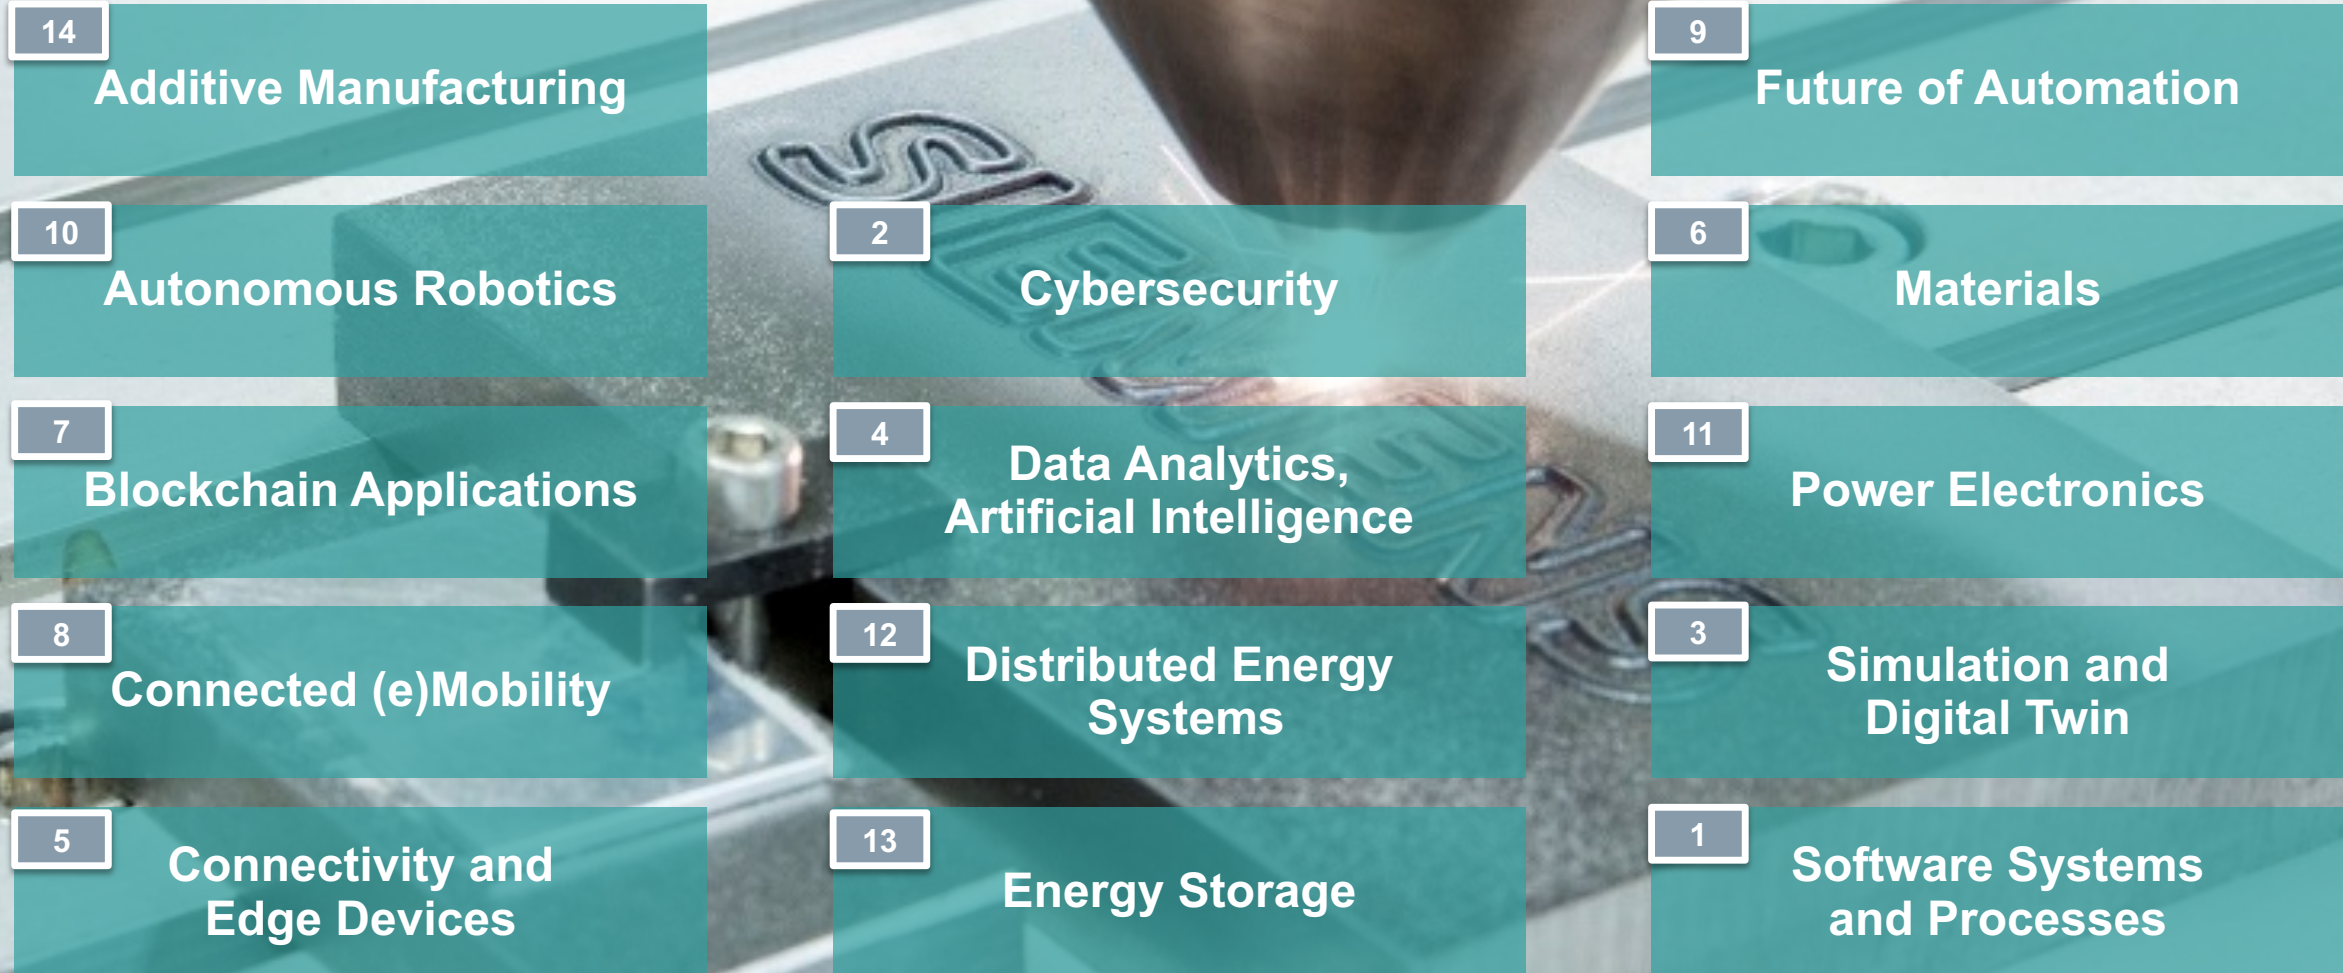 14
Additive Manufacturing
9
Future of Automation
10
Autonomous Robotics
2
Cybersecurity
6
Materials
7
Blockchain Applications
4
Data Analytics,
Artificial Intelligence
11
Power Electronics
8
Connected (e)Mobility
12
Distributed Energy
Systems
3
Simulation and
Digital Twin
5
Connectivity and
Edge Devices
13
Energy Storage
1
Software Systems
and Processes
SIEMENS